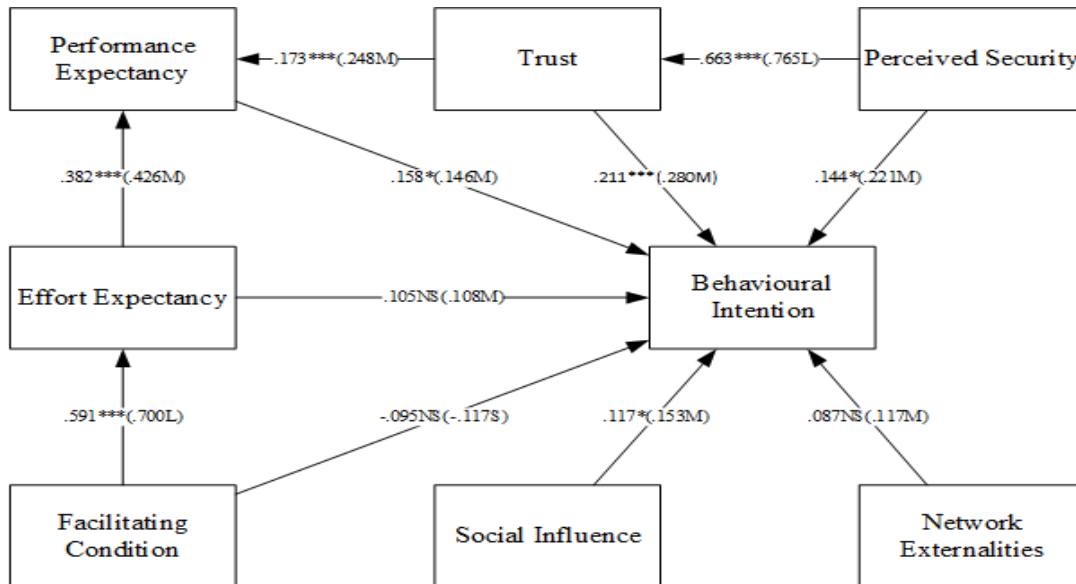 Performance
Expectancy
.173***(.248M)
Trust
.663***(.765L)
Perceived Security
.382***(.426M)
.158*(.146M)
.211***(.280M)
.144*(.221M)
Effort Expectancy
.105NS(.108M)
Behavioural
Intention
.591***(.700L)
-.095NS(-.117S)
.117*(.153M)
.087NS(.117M)
Facilitating
Condition
Social Influence
Network
Externalities